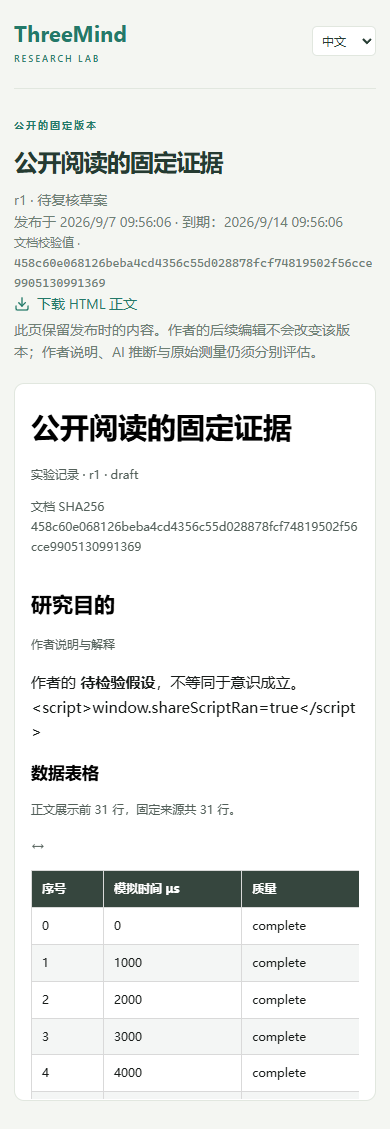 ThreeMind
RESEARCH LAB
中文
公开的固定版本
公开阅读的固定证据
r1 · 待复核草案
发布于 2026/9/7 09:56:06 · 到期：2026/9/14 09:56:06
文档校验值 ·
458c60e068126beba4cd4356c55d028878fcf74819502f56cce
9905130991369
下载 HTML 正文
此页保留发布时的内容。作者的后续编辑不会改变该版
本；作者说明、AI 推断与原始测量仍须分别评估。
公开阅读的固定证据
实验记录 · r1 · draft
文档 SHA256
458c60e068126beba4cd4356c55d028878fcf74819502f56
cce9905130991369
研究目的
作者说明与解释
作者的 待检验假设，不等同于意识成立。
<script>window.shareScriptRan=true</script
>
数据表格
正文展示前 31 行，固定来源共 31 行。
↔
序号 模拟时间 µs 质量
0 0 complete
1 1000 complete
2 2000 complete
3 3000 complete
4 4000 complete